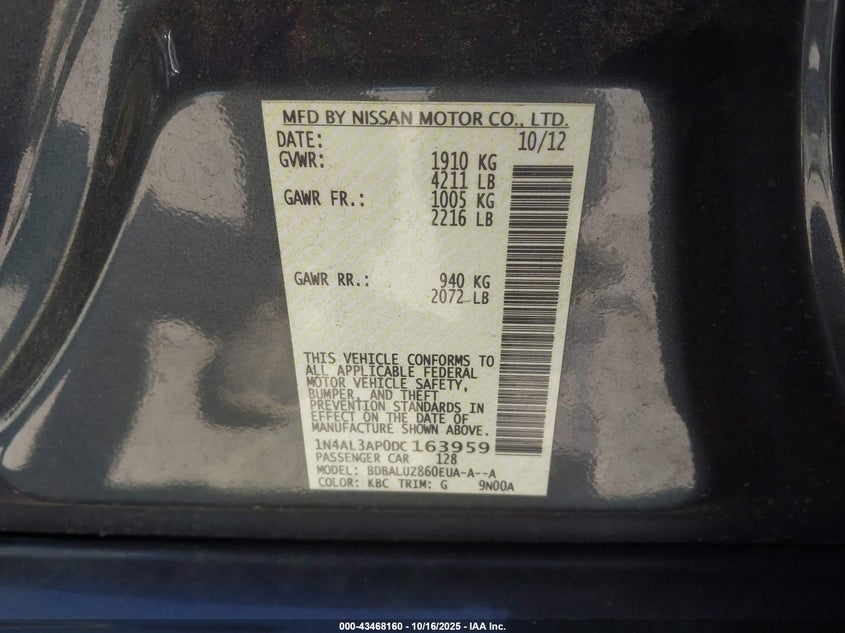 MFD BY NISSAN MOTOR CO., LTD.
DATE: 10/12
GVWR: 1910 KG
4211 LB
GAWR FR.: 1005 KG
2216 LB
GAWR RR.: 940 KG
2072 LB
THIS VEHICLE CONFORMS TO
ALL APPLICABLE FEDERAL
MOTOR VEHICLE SAFETY,
BUMPER, AND THEFT
PREVENTION STANDARDS IN
EFFECT ON THE DATE OF
MANUFACTURE SHOWN ABOVE.
1N4AL3AP0DC163959
PASSENGER CAR 128
MODEL: BDBALUZ860EUA-A--A
COLOR: KBC TRIM: G 9N00A
000-43468160 - 10/16/2025 - IAA Inc.